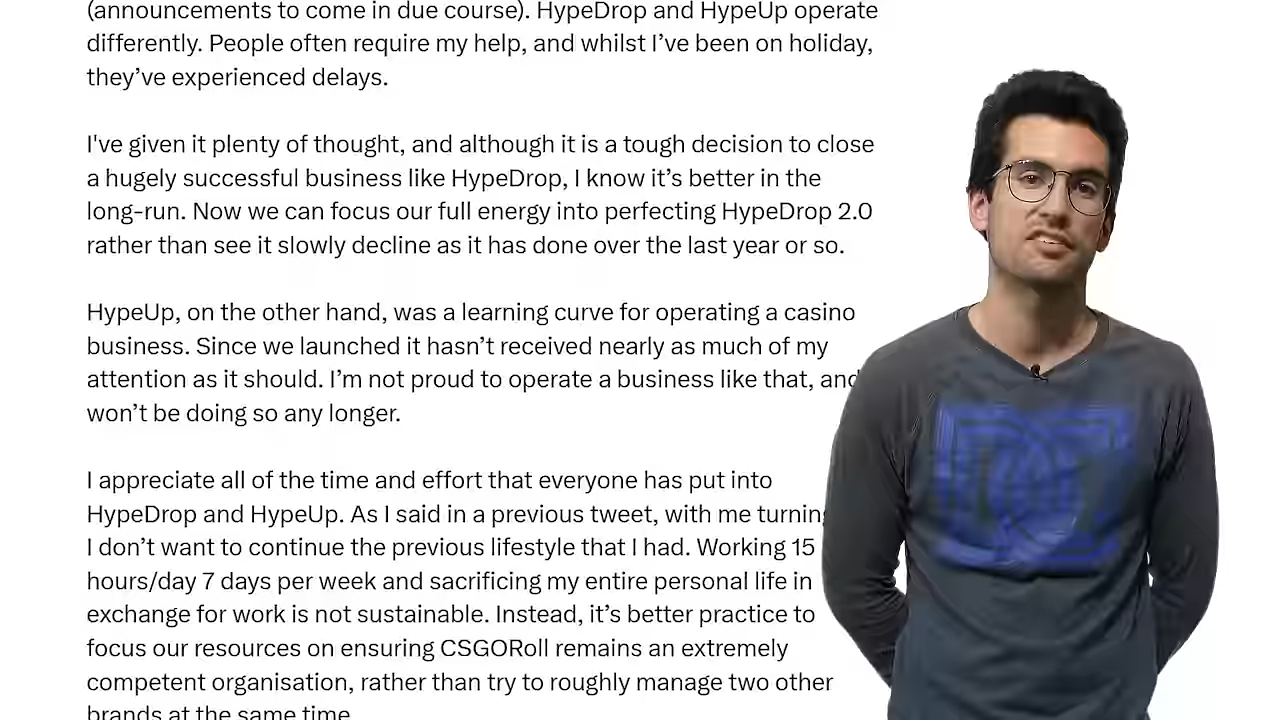 (announcements to come in due course). HypeDrop and HypeUp operate
differently. People often require my help, and whilst I’ve been on holiday,
they’ve experienced delays.
I've given it plenty of thought, and although it is a tough decision to close
a hugely successful business like HypeDrop, I know it’s better in the
long-run. Now we can focus our full energy into perfecting HypeDrop 2.0
rather than see it slowly decline as it has done over the last year or so.
HypeUp, on the other hand, was a learning curve for operating a casino
business. Since we launched it hasn’t received nearly as much of my
attention as it should. I’m not proud to operate a business like that, and
won’t be doing so any longer.
I appreciate all of the time and effort that everyone has put into
HypeDrop and HypeUp. As I said in a previous tweet, with me turning
I don’t want to continue the previous lifestyle that I had. Working 15
hours/day 7 days per week and sacrificing my entire personal life in
exchange for work is not sustainable. Instead, it’s better practice to
focus our resources on ensuring CSGORoll remains an extremely
competent organisation, rather than try to roughly manage two other
brands at the same time